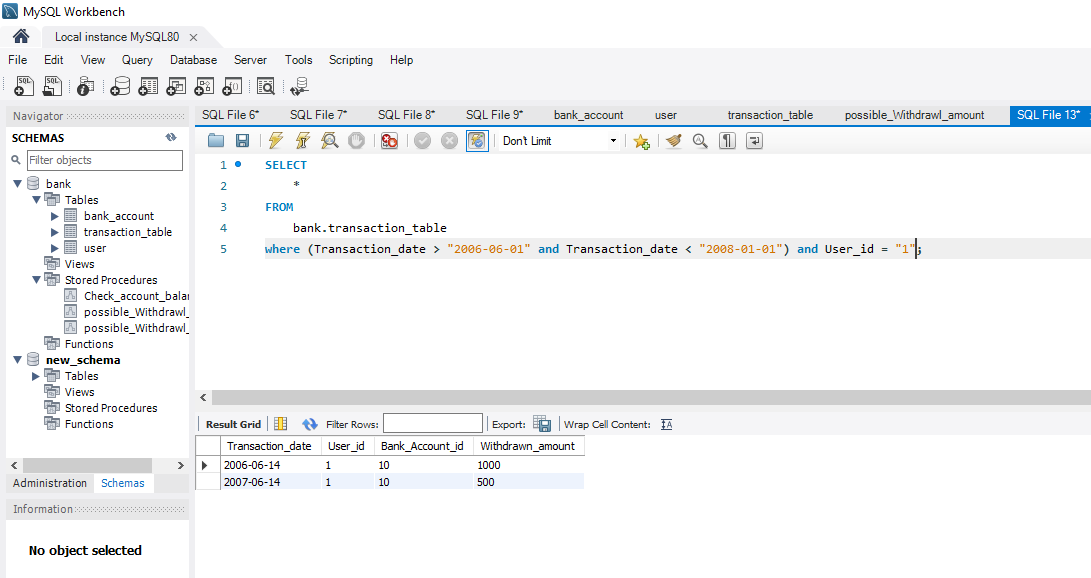 MySQL Workbench
Local instance MySQL80
File Edit View Query Database Server Tools Scripting Help
Navigator
SCHEMAS
Filter objects
bank
Tables
bank_account
transaction_table
user
Views
Stored Procedures
Check_account_balar
possible_Withdrawl_
possible_Withdrawl_
Functions
new_schema
Tables
Views
Stored Procedures
Functions
Administration Schemas
Information
No object selected
SQL File 6* SQL File 7* SQL File 8* SQL File 9* bank_account user transaction_table possible_Withdrawl_amount SQL File 13*
Don't Limit
1 SELECT
2 *
3 FROM
4 bank.transaction_table
5 where (Transaction_date > "2006-06-01" and Transaction_date < "2008-01-01") and User_id = "1";
Result Grid Filter Rows: Export: Wrap Cell Content:
Transaction_date User_id Bank_Account_id Withdrawn_amount
2006-06-14 1 10 1000
2007-06-14 1 10 500